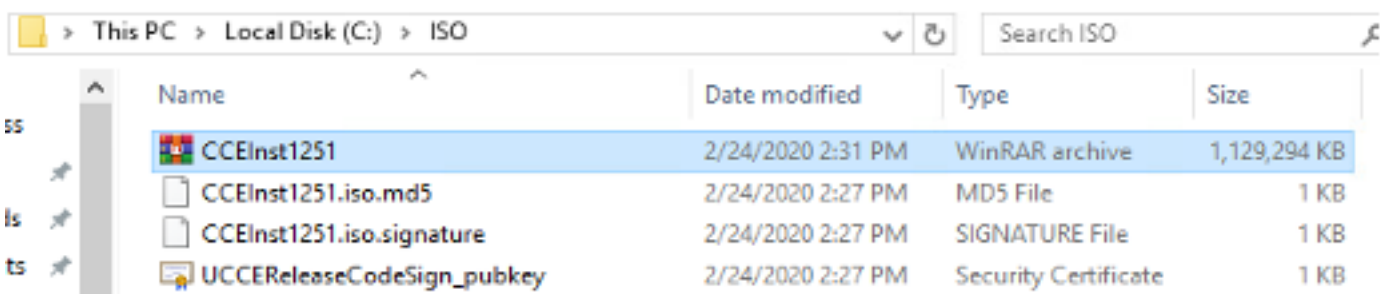 This PC > Local Disk (C:) > ISO Search ISO
Name Date modified Type Size
ss
CCEInst1251 2/24/2020 2:31 PM WinRAR archive 1,129,294 KB
CCEInst1251.iso.md5 2/24/2020 2:27 PM MD5 File 1 KB
ls CCEInst1251.iso.signature 2/24/2020 2:27 PM SIGNATURE File 1 KB
ts UCCEReleaseCodeSign_pubkey 2/24/2020 2:27 PM Security Certificate 1 KB